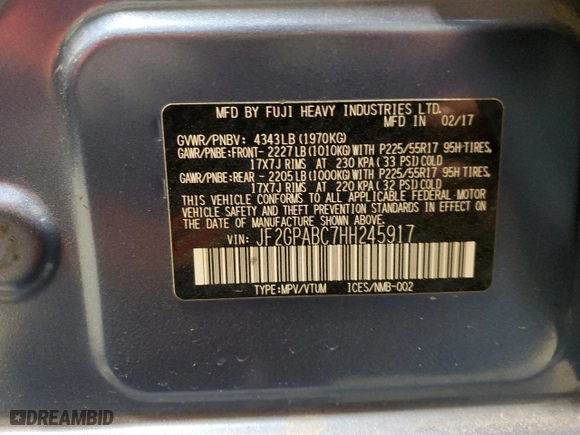 MFD BY FUJI HEAVY INDUSTRIES LTD.
MFD IN 02/17
GVWR/PNBV: 4343LB (1970KG)
GAWR/PNBE:FRONT- 2227LB (1010KG) WITH P225/55R17 95H TIRES,
17X7J RIMS AT 230 KPA (33 PSI) COLD
GAWR/PNBE:REAR - 2205LB (1000KG) WITH P225/55R17 95H TIRES,
17X7J RIMS AT 220 KPA (32 PSI) COLD
THIS VEHICLE CONFORMS TO ALL APPLICABLE FEDERAL MOTOR
VEHICLE SAFETY AND THEFT PREVENTION STANDARDS IN EFFECT ON
THE DATE OF MANUFACTURE SHOWN ABOVE.
VIN: JF2GPABC7HH245917
TYPE:MPV/VTUM ICES/NMB-002
DREAMBID